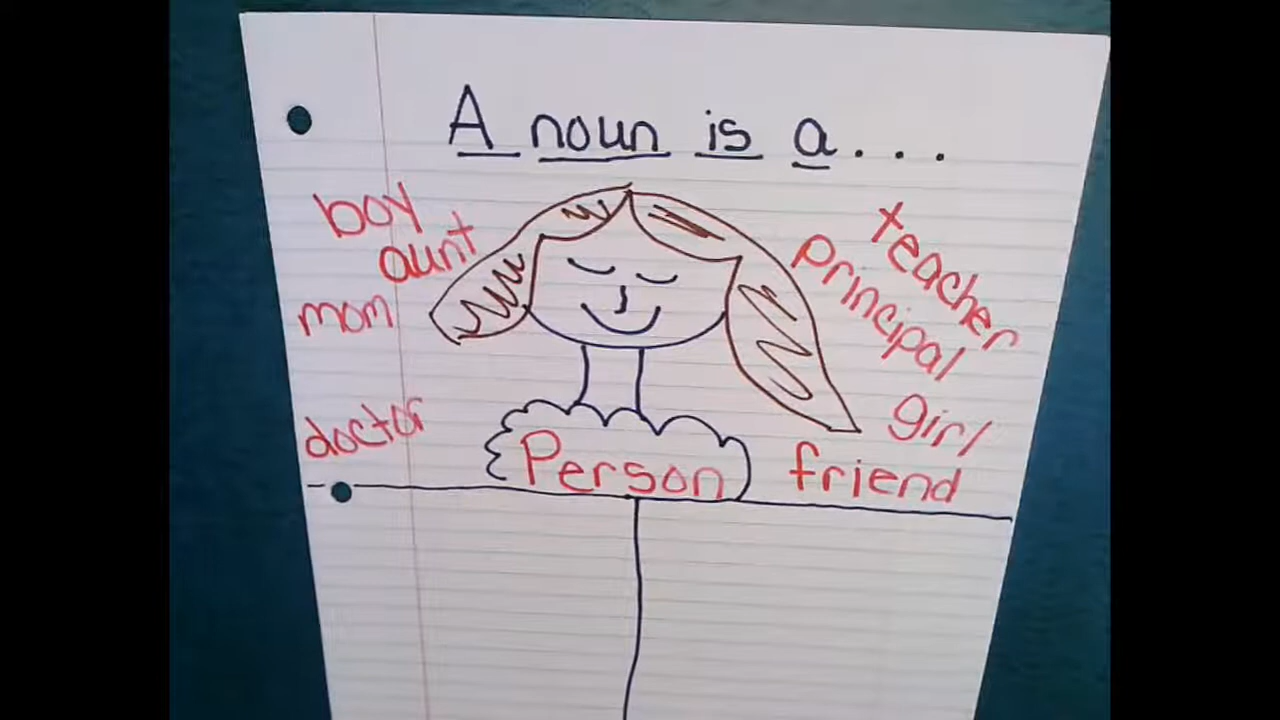 A noun is a...
boy
aunt
mom
doctor
teacher
principal
girl
friend
Person